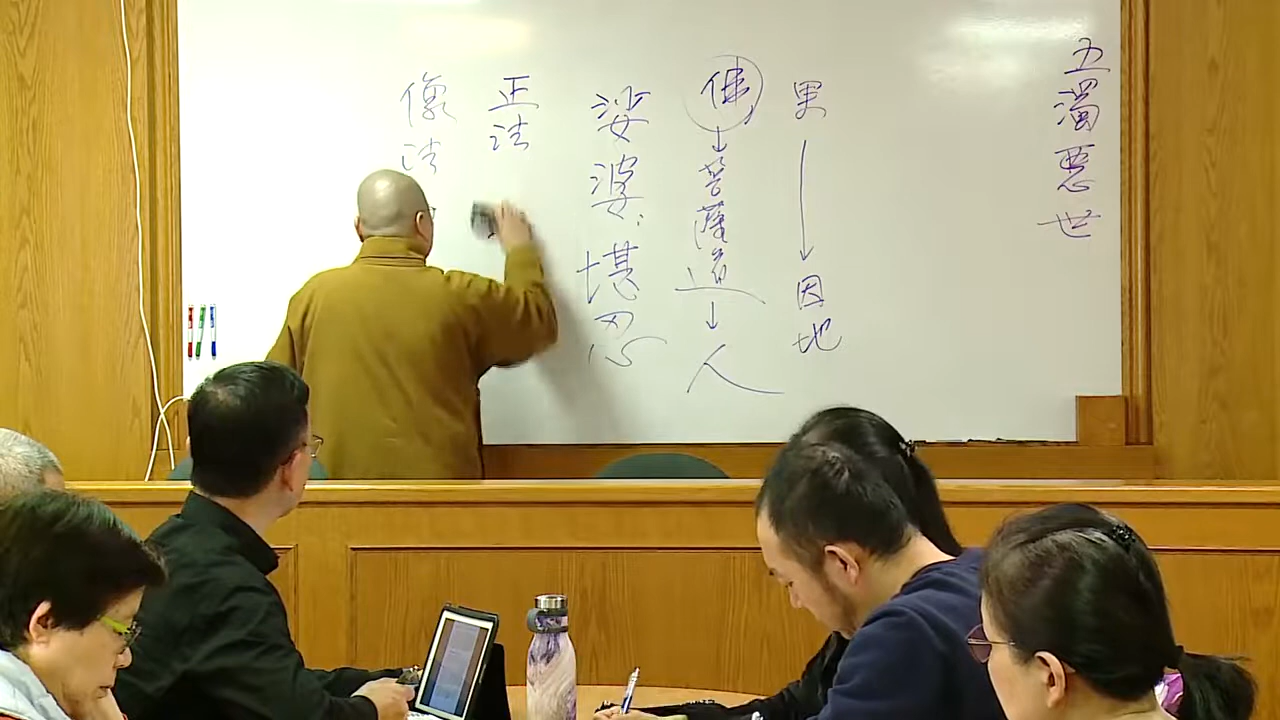 五濁惡世
果→因地
佛→菩薩道→人
娑婆:堪忍
正法
像法